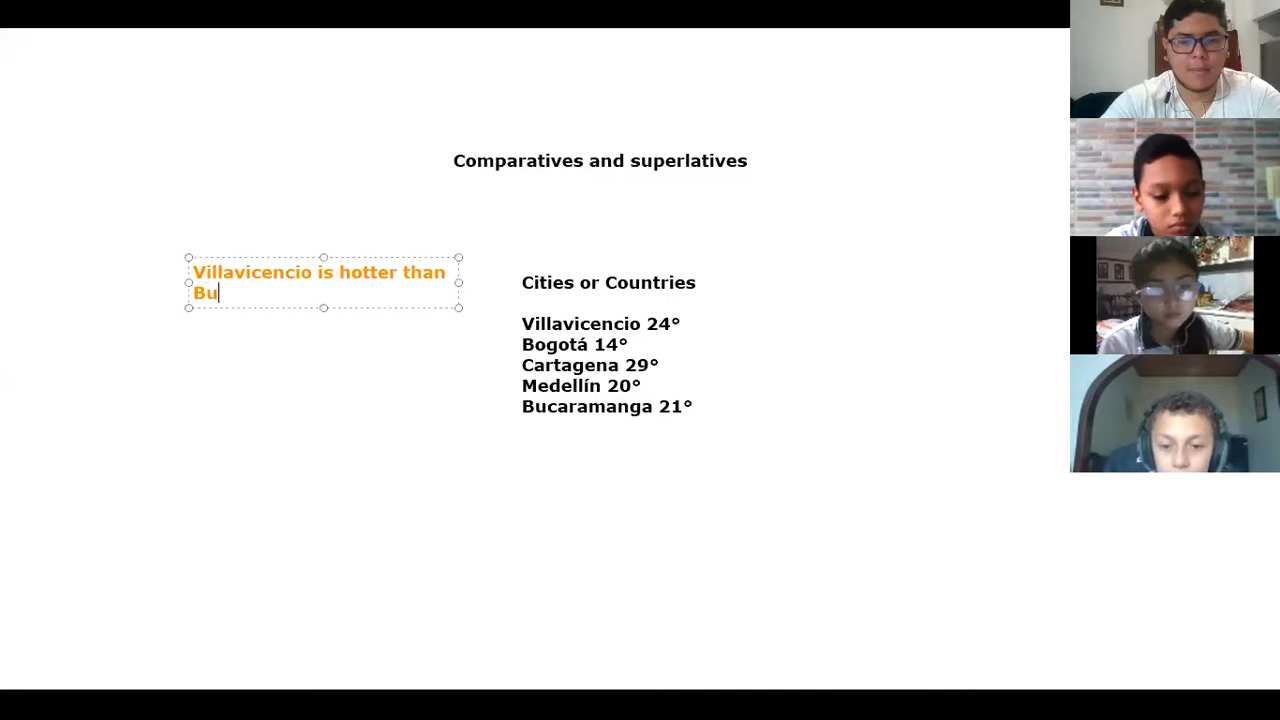 Comparatives and superlatives
Villavicencio is hotter than
Bu
Cities or Countries
Villavicencio 24°
Bogotá 14°
Cartagena 29°
Medellín 20°
Bucaramanga 21°